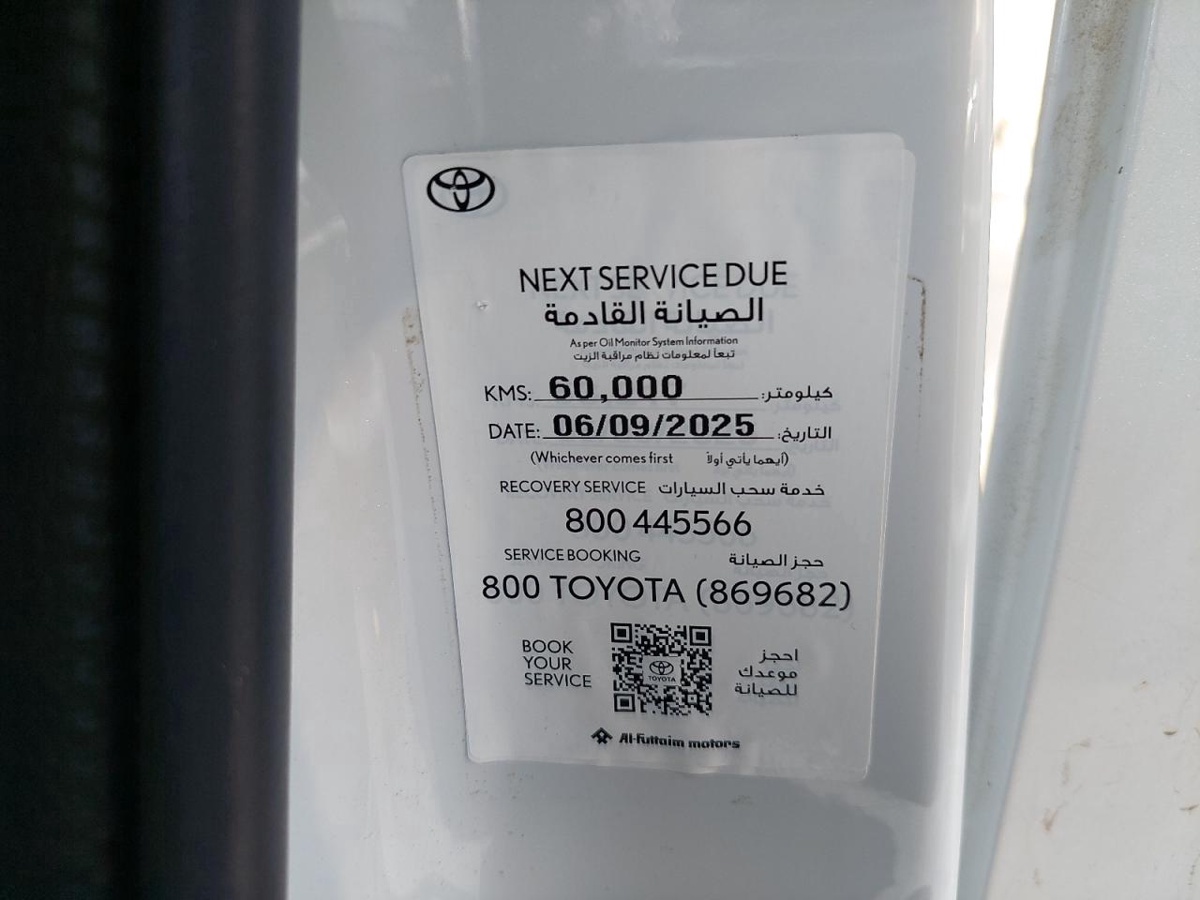 NEXT SERVICE DUE
الصيانة القادمة
As per Oil Monitor System Information
تبعاً لمعلومات نظام مراقبة الزيت
KMS: 60,000 كيلومتر:
DATE: 06/09/2025 التاريخ:
(Whichever comes first أيهما يأتي أولاً)
RECOVERY SERVICE خدمة سحب السيارات
800 445566
SERVICE BOOKING حجز الصيانة
800 TOYOTA (869682)
BOOK
YOUR
SERVICE
TOYOTA
احجز
موعدك
للصيانة
Al-Futtaim motors